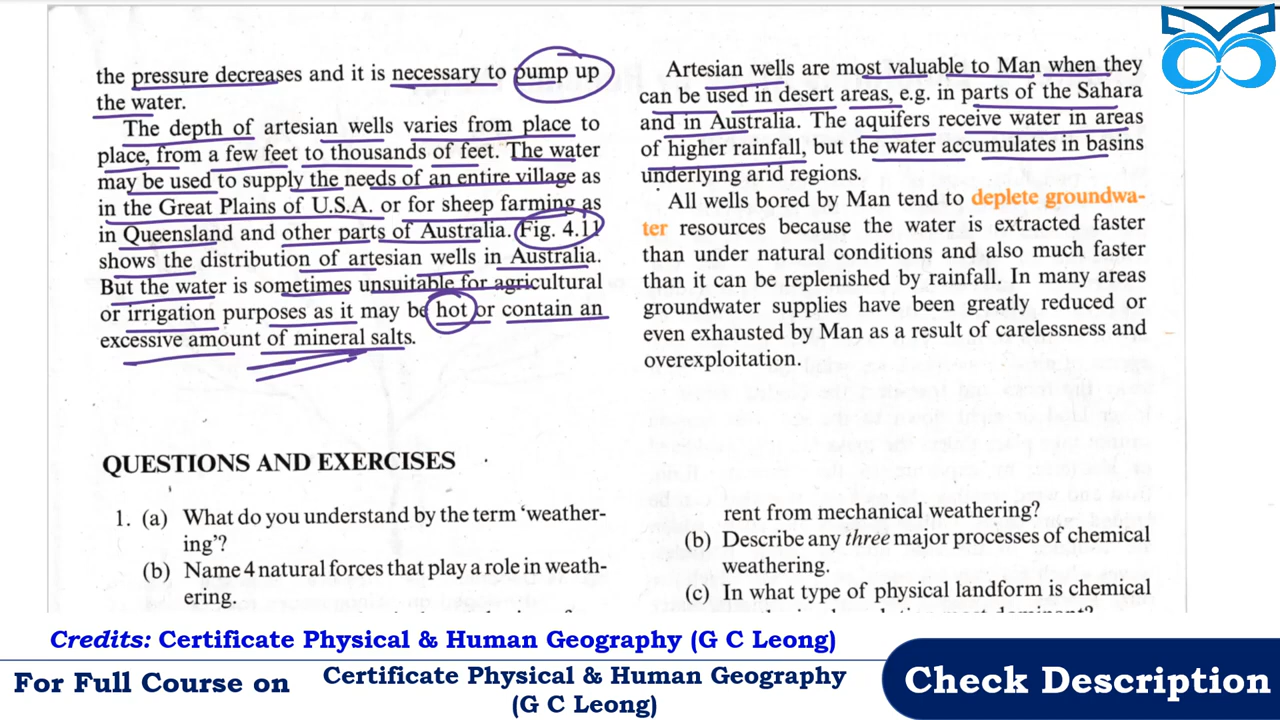 the pressure decreases and it is necessary to pump up
the water.
The depth of artesian wells varies from place to
place, from a few feet to thousands of feet. The water
may be used to supply the needs of an entire village as
in the Great Plains of U.S.A. or for sheep farming as
in Queensland and other parts of Australia. Fig. 4.11
shows the distribution of artesian wells in Australia.
But the water is sometimes unsuitable for agricultural
or irrigation purposes as it may be hot or contain an
excessive amount of mineral salts.
Artesian wells are most valuable to Man when they
can be used in desert areas, e.g. in parts of the Sahara
and in Australia. The aquifers receive water in areas
of higher rainfall, but the water accumulates in basins
underlying arid regions.
All wells bored by Man tend to deplete groundwa-
ter resources because the water is extracted faster
than under natural conditions and also much faster
than it can be replenished by rainfall. In many areas
groundwater supplies have been greatly reduced or
even exhausted by Man as a result of carelessness and
overexploitation.
QUESTIONS AND EXERCISES
1. (a) What do you understand by the term ‘weather-
ing’?
(b) Name 4 natural forces that play a role in weath-
ering.
rent from mechanical weathering?
(b) Describe any three major processes of chemical
weathering.
(c) In what type of physical landform is chemical
Credits: Certificate Physical & Human Geography (G C Leong)
For Full Course on
Certificate Physical & Human Geography
(G C Leong)
Check Description